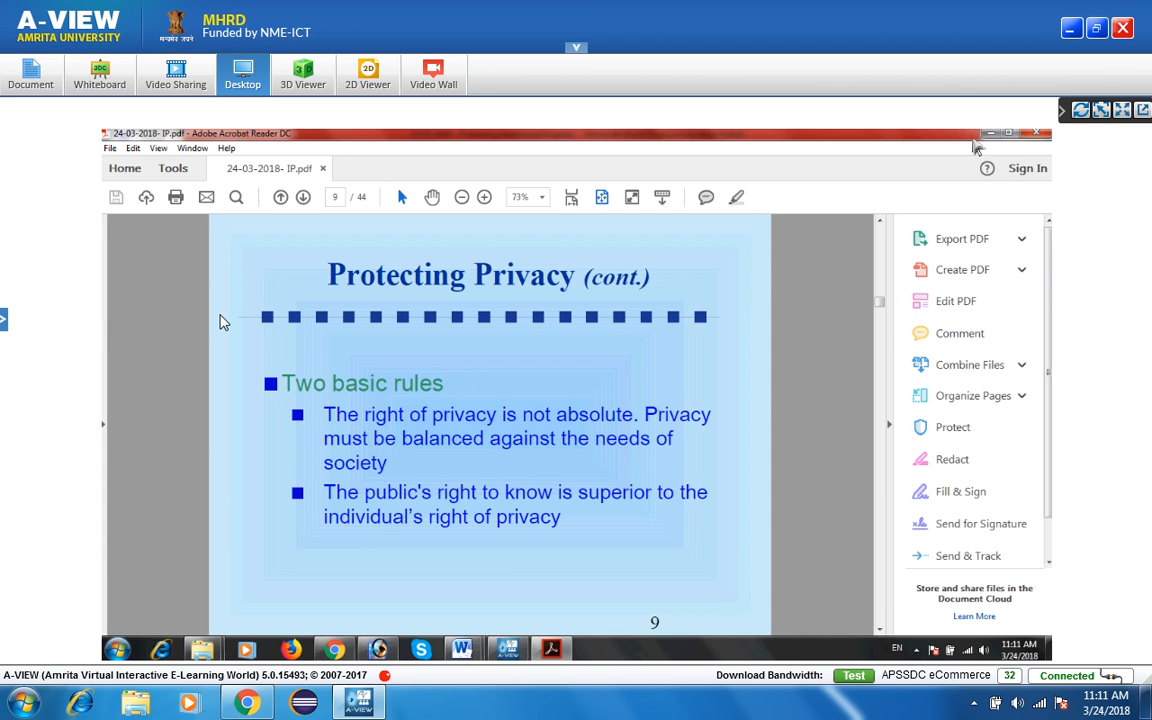 A-VIEW
AMRITA UNIVERSITY
सत्यमेव जयते
MHRD
Funded by NME-ICT
Document
abc
Whiteboard
Video Sharing
Desktop
3D
3D Viewer
2D
2D Viewer
Video Wall
24-03-2018- IP.pdf - Adobe Acrobat Reader DC
File Edit View Window Help
Home Tools 24-03-2018- IP.pdf × Sign In
9 / 44 73%
Protecting Privacy (cont.)
Two basic rules
The right of privacy is not absolute. Privacy
must be balanced against the needs of
society
The public's right to know is superior to the
individual's right of privacy
9
Export PDF
Create PDF
Edit PDF
Comment
Combine Files
Organize Pages
Protect
Redact
Fill & Sign
Send for Signature
Send & Track
Store and share files in the
Document Cloud
Learn More
EN 11:11 AM
3/24/2018
A-VIEW (Amrita Virtual Interactive E-Learning World) 5.0.15493; © 2007-2017 Download Bandwidth: Test APSSDC eCommerce 32 Connected
11:11 AM
3/24/2018